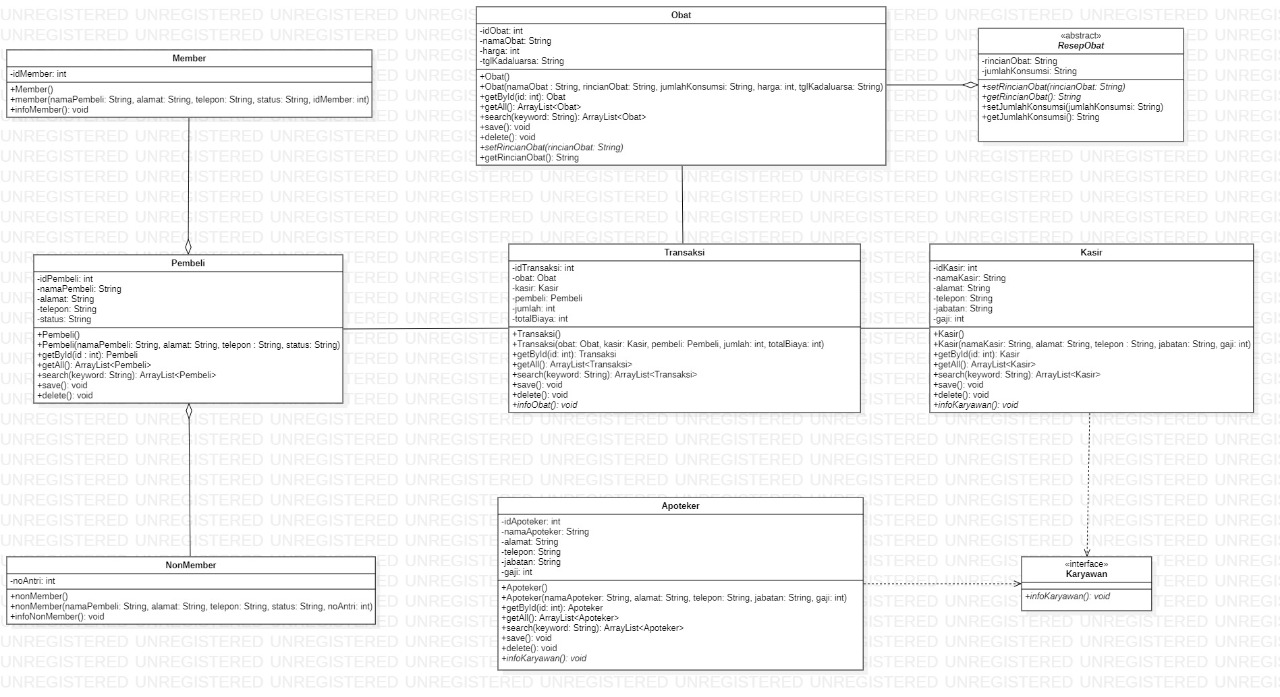 Obat
-idObat: int
-namaObat: String
-harga: int
-tglKadaluarsa: String
+Obat()
+Obat(namaObat : String, rincianObat: String, jumlahKonsumsi: String, harga: int, tglKadaluarsa: String)
+getById(id: int): Obat
+getAll(): ArrayList<Obat>
+search(keyword: String): ArrayList<Obat>
+save(): void
+delete(): void
+setRincianObat(rincianObat: String)
+getRincianObat(): String
«abstract»
ResepObat
-rincianObat: String
-jumlahKonsumsi: String
+setRincianObat(rincianObat: String)
+getRincianObat(): String
+setJumlahKonsumsi(jumlahKonsumsi: String)
+getJumlahKonsumsi(): String
Member
-idMember: int
+Member()
+member(namaPembeli: String, alamat: String, telepon: String, status: String, idMember: int)
+infoMember(): void
Pembeli
-idPembeli: int
-namaPembeli: String
-alamat: String
-telepon: String
-status: String
+Pembeli()
+Pembeli(namaPembeli: String, alamat: String, telepon : String, status: String)
+getById(id : int): Pembeli
+getAll(): ArrayList<Pembeli>
+search(keyword: String): ArrayList<Pembeli>
+save(): void
+delete(): void
Transaksi
-idTransaksi: int
-obat: Obat
-kasir: Kasir
-pembeli: Pembeli
-jumlah: int
-totalBiaya: int
+Transaksi()
+Transaksi(obat: Obat, kasir: Kasir, pembeli: Pembeli, jumlah: int, totalBiaya: int)
+getById(id: int): Transaksi
+getAll(): ArrayList<Transaksi>
+search(keyword: String): ArrayList<Transaksi>
+save(): void
+delete(): void
+infoObat(): void
Kasir
-idKasir: int
-namaKasir: String
-alamat: String
-telepon: String
-jabatan: String
-gaji: int
+Kasir()
+Kasir(namaKasir: String, alamat: String, telepon : String, jabatan: String, gaji: int)
+getById(id: int): Kasir
+getAll(): ArrayList<Kasir>
+search(keyword: String): ArrayList<Kasir>
+save(): void
+delete(): void
+infoKaryawan(): void
NonMember
-noAntri: int
+nonMember()
+nonMember(namaPembeli: String, alamat: String, telepon: String, status: String, noAntri: int)
+infoNonMember(): void
Apoteker
-idApoteker: int
-namaApoteker: String
-alamat: String
-telepon: String
-jabatan: String
-gaji: int
+Apoteker()
+Apoteker(namaApoteker: String, alamat: String, telepon: String, jabatan: String, gaji: int)
+getById(id: int): Apoteker
+getAll(): ArrayList<Apoteker>
+search(keyword: String): ArrayList<Apoteker>
+save(): void
+delete(): void
+infoKaryawan(): void
«interface»
Karyawan
+infoKaryawan(): void